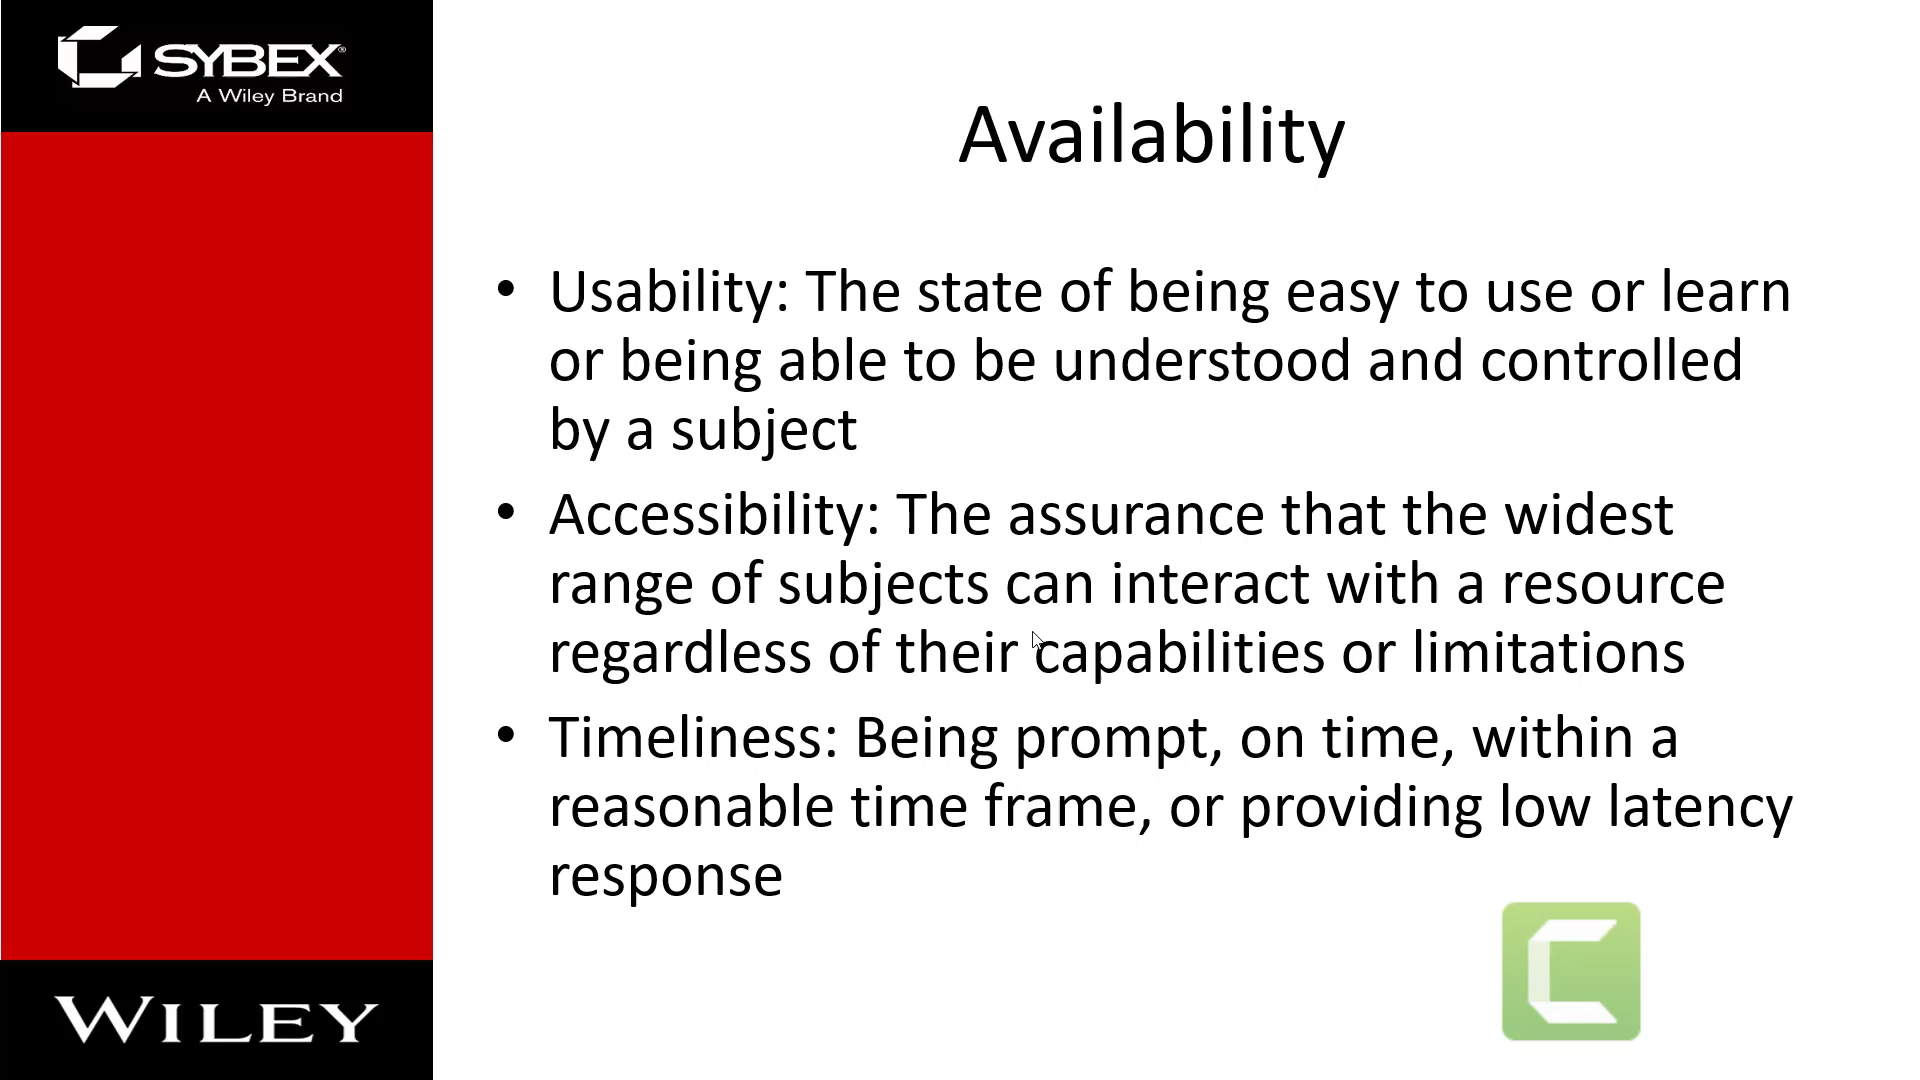 SYBEX®
A Wiley Brand
Availability
• Usability: The state of being easy to use or learn
or being able to be understood and controlled
by a subject
• Accessibility: The assurance that the widest
range of subjects can interact with a resource
regardless of their capabilities or limitations
• Timeliness: Being prompt, on time, within a
reasonable time frame, or providing low latency
response
WILEY